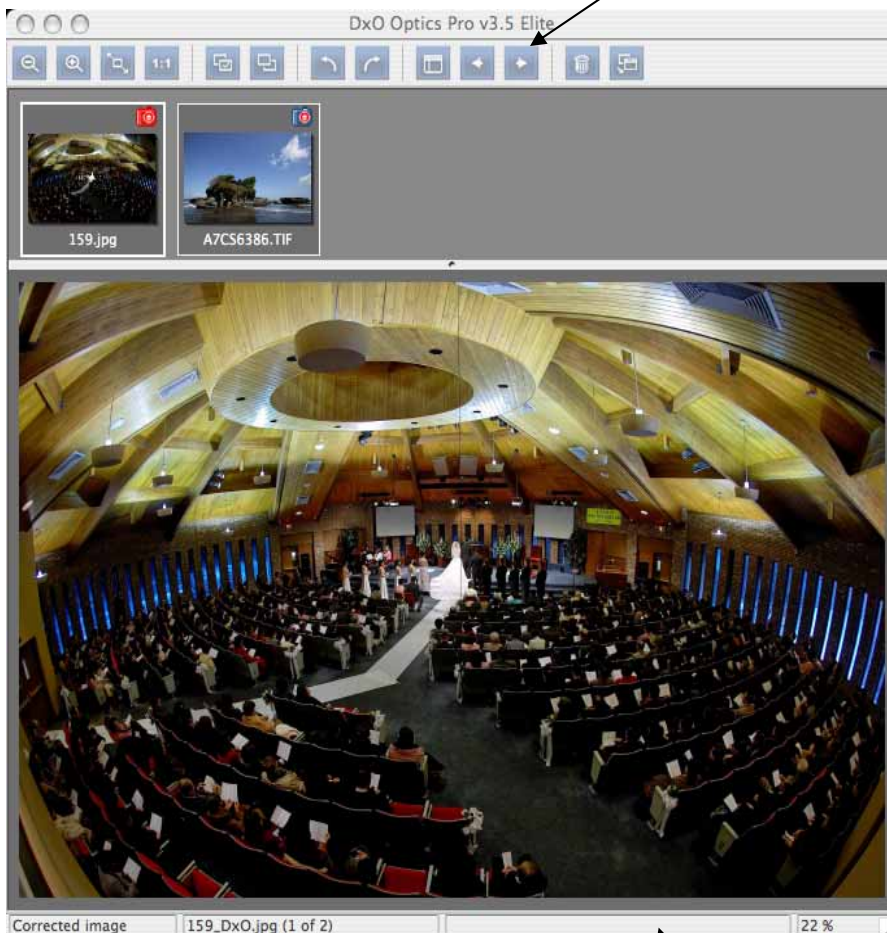 DxO Optics Pro v3.5 Elite
1:1
159.jpg
A7CS6386.TIF
Corrected image
159_DxO.jpg (1 of 2)
22 %